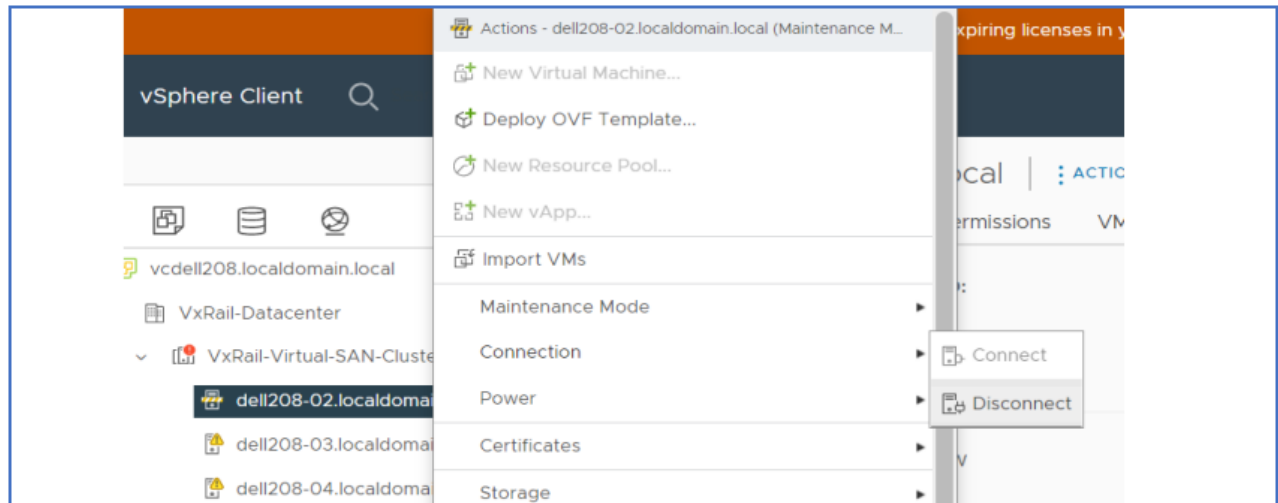 Actions - dell208-02.localdomain.local (Maintenance M...
xpiring licenses in y
vSphere Client
New Virtual Machine...
Deploy OVF Template...
New Resource Pool...
ocal
ACTIO
New vApp...
ermissions
VM
Import VMs
vcdell208.localdomain.local
VxRail-Datacenter
Maintenance Mode
VxRail-Virtual-SAN-Cluste
Connection
Connect
dell208-02.localdomai
Power
Disconnect
dell208-03.localdomai
Certificates
dell208-04.localdoma
Storage